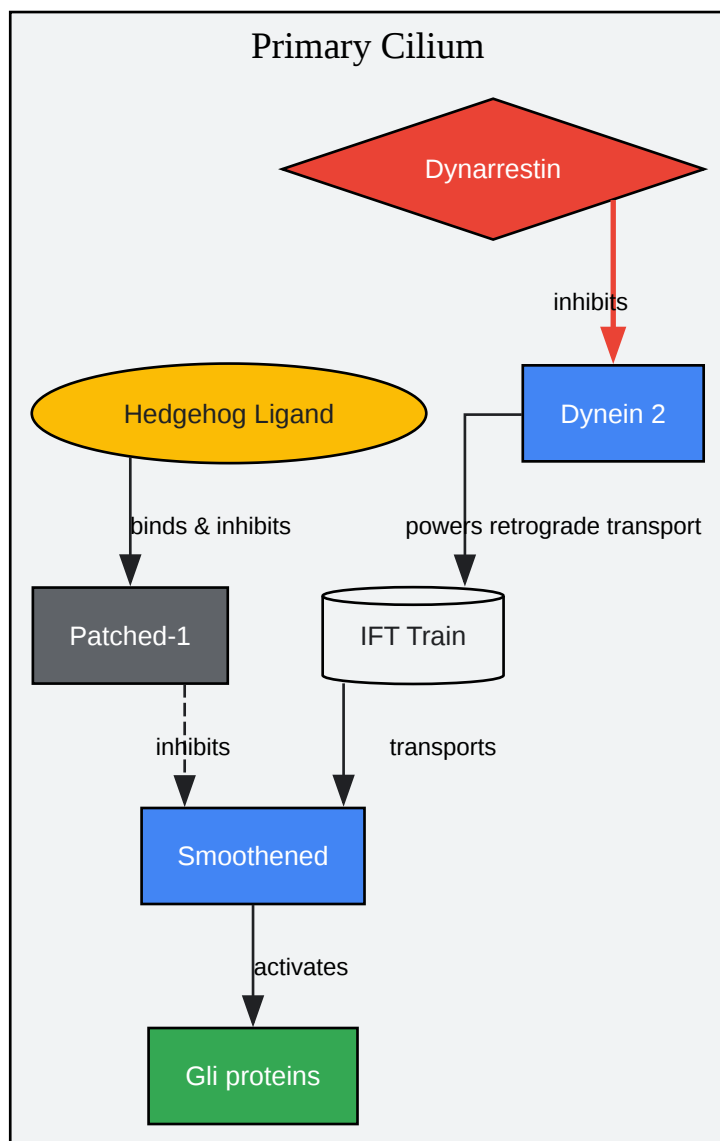 Primary Cilium
Dynarrestin
inhibits
Hedgehog Ligand
Dynein 2
binds & inhibits
powers retrograde transport
Patched-1
IFT Train
inhibits
transports
Smoothened
activates
Gli proteins